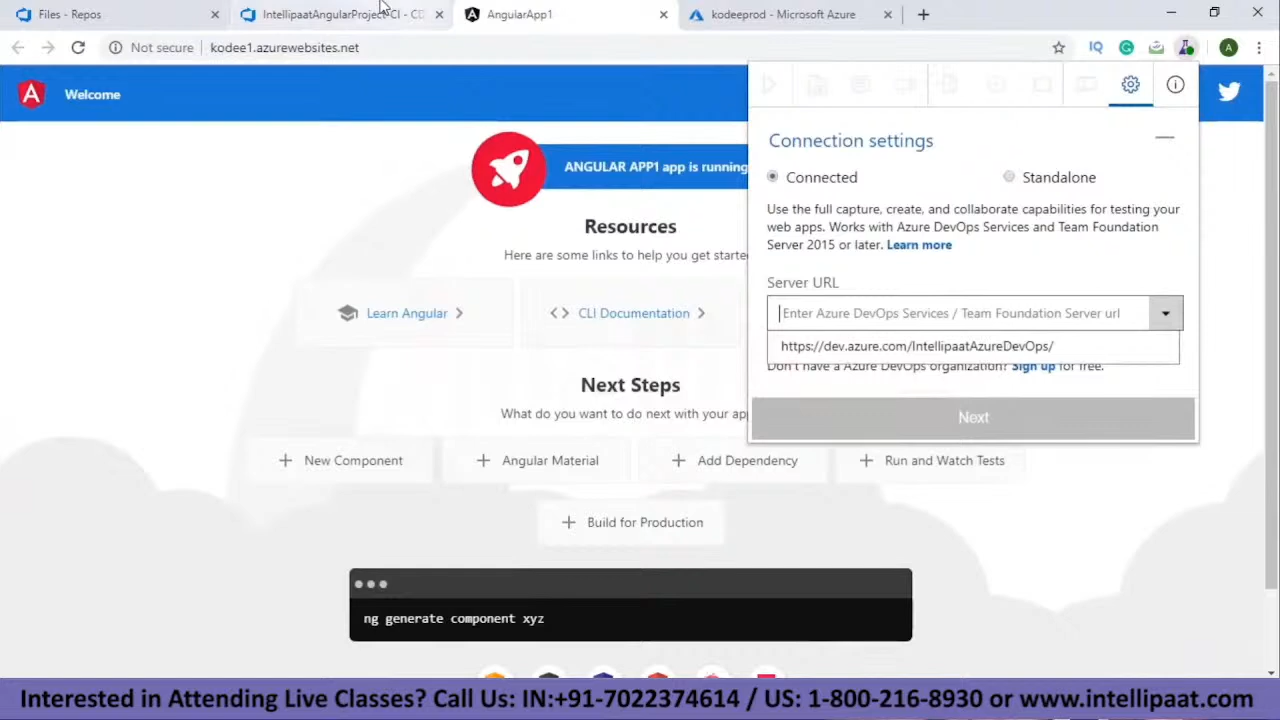 Files - Repos
IntellipaatAngularProject-CI - CD
AngularApp1
kodeeprod - Microsoft Azure
Not secure
kodee1.azurewebsites.net
IQ
A
A
Welcome
ANGULAR APP1 app is running
Resources
Here are some links to help you get starte
Learn Angular
<> CLI Documentation
Next Steps
What do you want to do next with your app
+ New Component
+ Angular Material
+ Add Dependency
+ Run and Watch Tests
+ Build for Production
ng generate component xyz
Connection settings
Connected
Standalone
Use the full capture, create, and collaborate capabilities for testing your
web apps. Works with Azure DevOps Services and Team Foundation
Server 2015 or later. Learn more
Server URL
Enter Azure DevOps Services / Team Foundation Server url
https://dev.azure.com/IntellipaatAzureDevOps/
Don't have a Azure DevOps organization? Sign up for free.
Next
Interested in Attending Live Classes? Call Us: IN:+91-7022374614 / US: 1-800-216-8930 or www.intellipaat.com